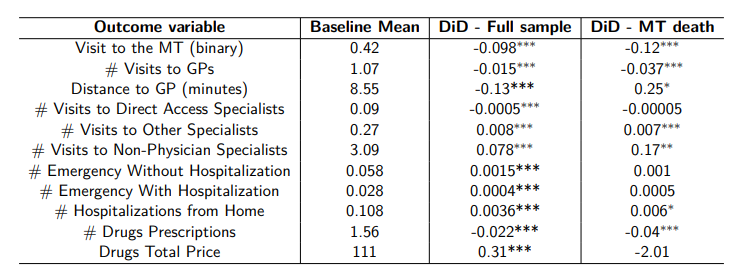 Outcome variable Baseline Mean DiD - Full sample DiD - MT death
Visit to the MT (binary) 0.42 -0.098*** -0.12***
# Visits to GPs 1.07 -0.015*** -0.037***
Distance to GP (minutes) 8.55 -0.13*** 0.25*
# Visits to Direct Access Specialists 0.09 -0.0005*** -0.00005
# Visits to Other Specialists 0.27 0.008*** 0.007***
# Visits to Non-Physician Specialists 3.09 0.078*** 0.17**
# Emergency Without Hospitalization 0.058 0.0015*** 0.001
# Emergency With Hospitalization 0.028 0.0004*** 0.0005
# Hospitalizations from Home 0.108 0.0036*** 0.006*
# Drugs Prescriptions 1.56 -0.022*** -0.04***
Drugs Total Price 111 0.31*** -2.01